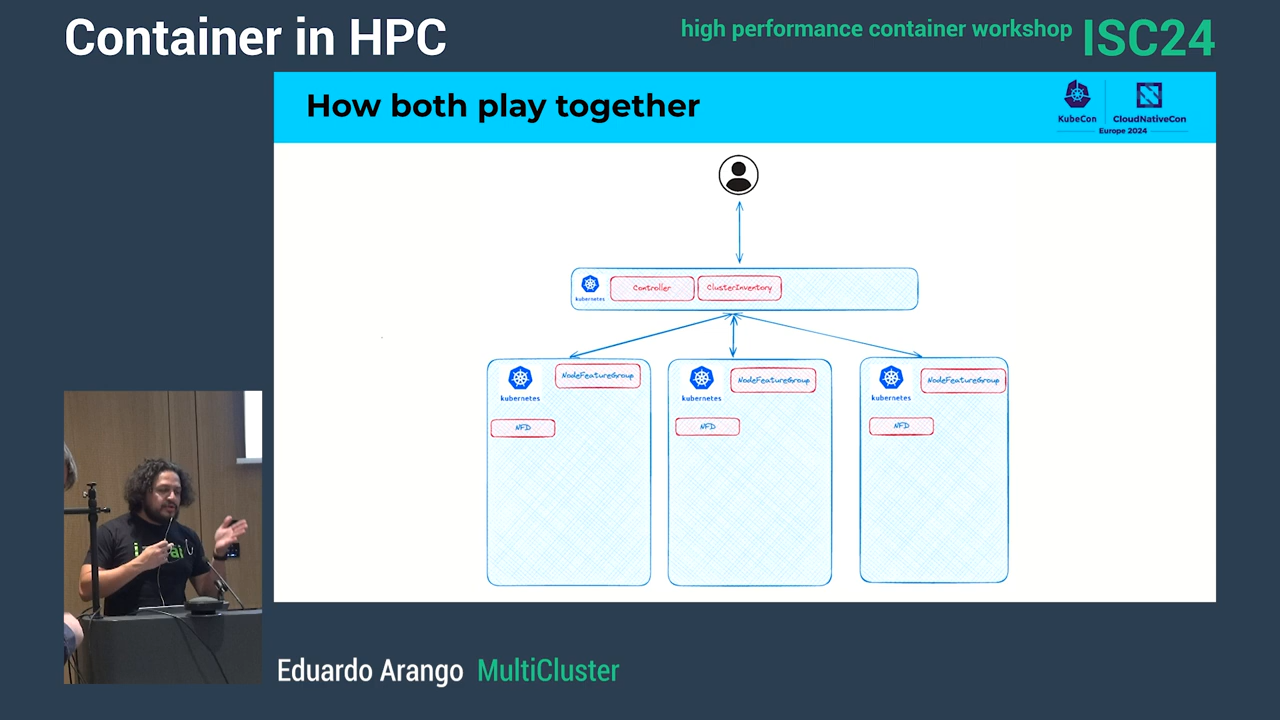 Container in HPC
high performance container workshop ISC24
How both play together
KubeCon CloudNativeCon
Europe 2024
kubernetes Controller ClusterInventory
kubernetes NodeFeatureGroup
NFD
kubernetes NodeFeatureGroup
NFD
kubernetes NodeFeatureGroup
NFD
Eduardo Arango MultiCluster